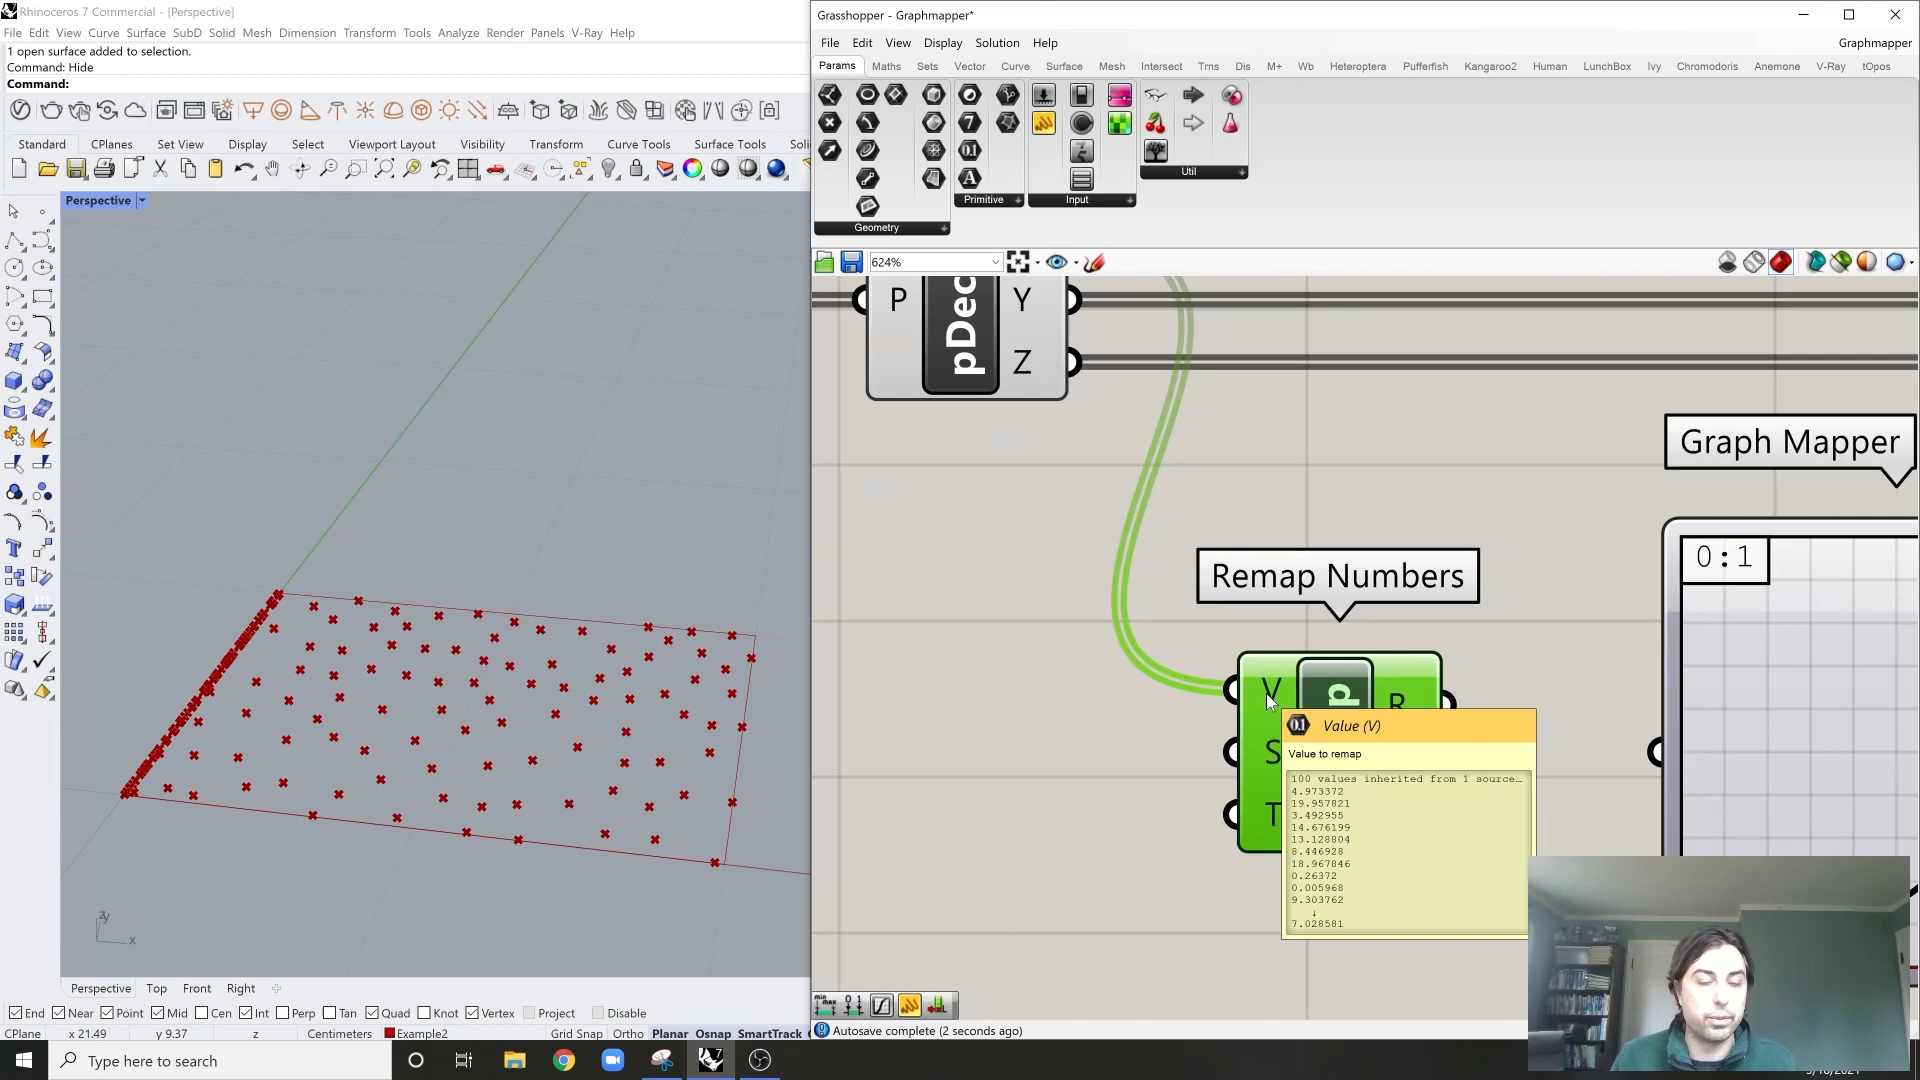 Rhinoceros 7 Commercial - [Perspective]
File Edit View Curve Surface SubD Solid Mesh Dimension Transform Tools Analyze Render Panels V-Ray Help
1 open surface added to selection.
Command: Hide
Command:
Standard CPlanes Set View Display Select Viewport Layout Visibility Transform Curve Tools Surface Tools
Perspective
zy
x
Perspective Top Front Right
End Near Point Mid Cen Int Perp Tan Quad Knot Vertex Project Disable
CPlane x 21.49 y 9.37 z Centimeters Example2 Grid Snap Ortho Planar Osnap SmartTrack
Type here to search
Grasshopper - Graphmapper*
File Edit View Display Solution Help
Graphmapper
Params Maths Sets Vector Curve Surface Mesh Intersect Trns Dis M+ Wb Heteroptera Pufferfish Kangaroo2 Human LunchBox Ivy Chromodoris Anemone V-Ray tOpos
Geometry Primitive Input Util
624%
P pDec Y
Z
Graph Mapper
0:1
Remap Numbers
V R
S
T
Value (V)
Value to remap
100 values inherited from 1 source…
4.973372
19.957821
3.492955
14.676199
13.128804
8.446928
18.967846
0.26372
0.005968
9.303762
↓
7.028581
Autosave complete (2 seconds ago)